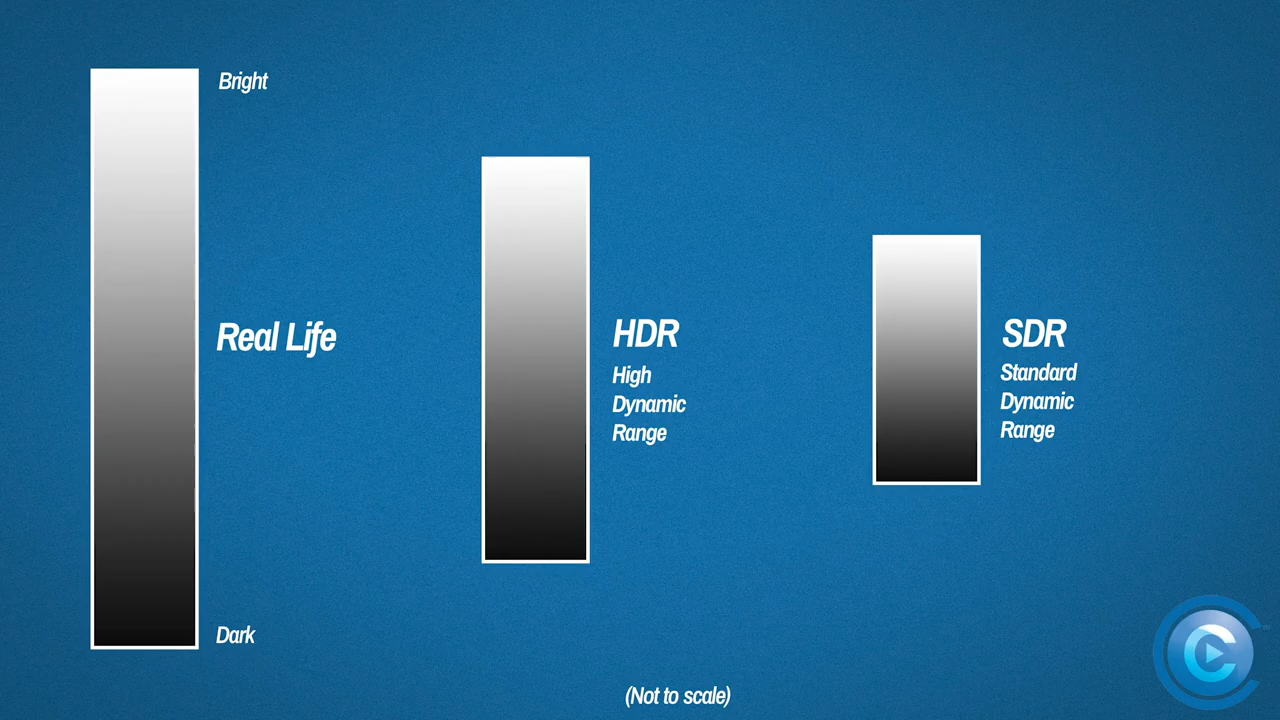 Bright
Real Life
Dark
HDR
High
Dynamic
Range
SDR
Standard
Dynamic
Range
(Not to scale)